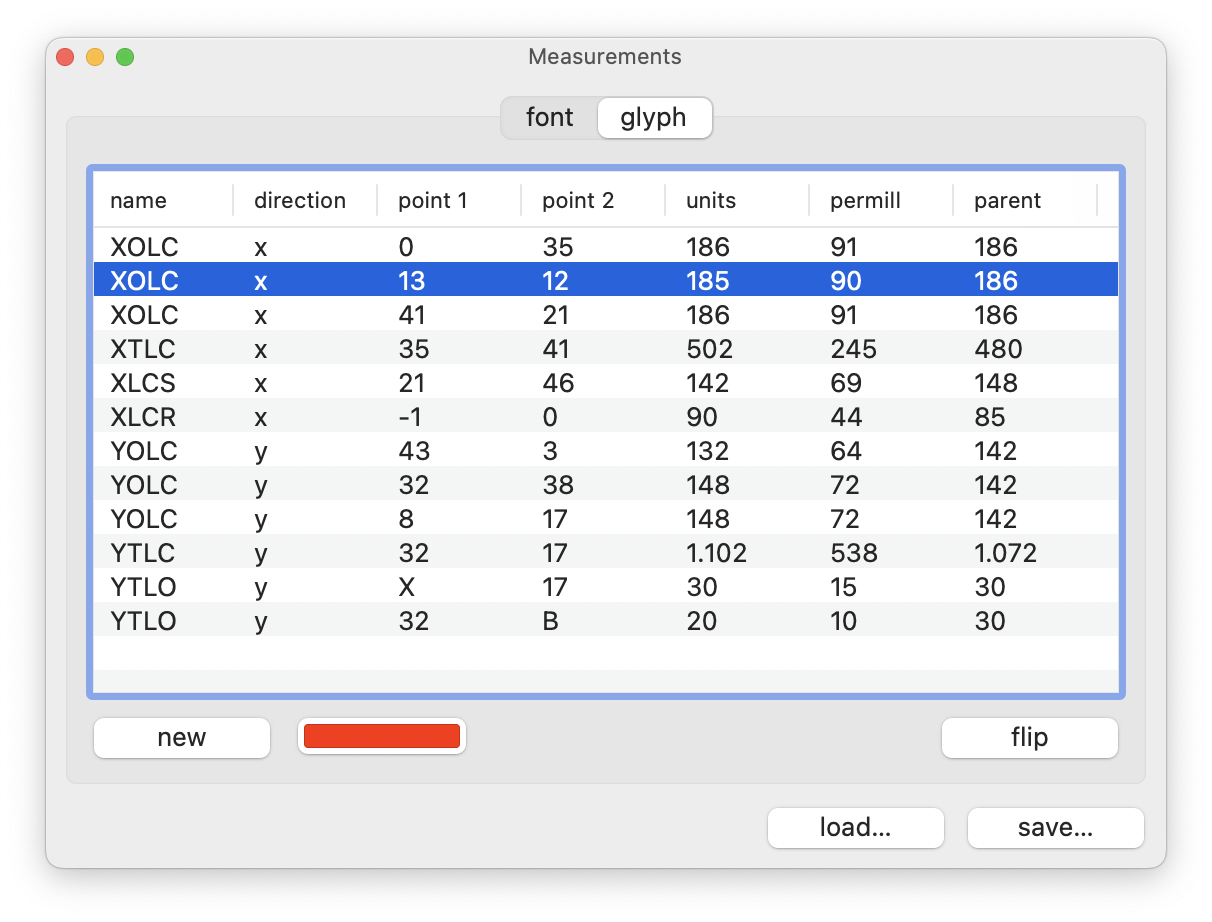 Measurements
font glyph
name direction point 1 point 2 units permill parent
XOLC x 0 35 186 91 186
XOLC x 13 12 185 90 186
XOLC x 41 21 186 91 186
XTLC x 35 41 502 245 480
XLCS x 21 46 142 69 148
XLCR x -1 0 90 44 85
YOLC y 43 3 132 64 142
YOLC y 32 38 148 72 142
YOLC y 8 17 148 72 142
YTLC y 32 17 1.102 538 1.072
YTLO y X 17 30 15 30
YTLO y 32 B 20 10 30
new flip
load... save...